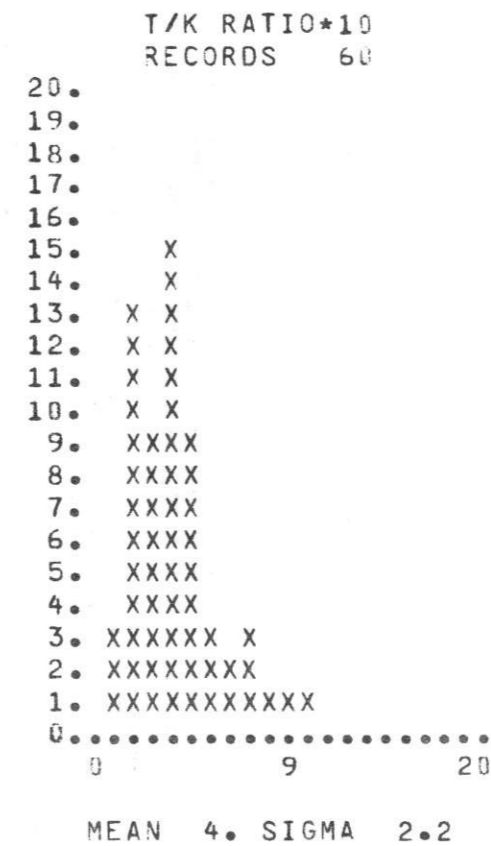 T/K RATIO*10
RECORDS 60
20.
19.
18.
17.
16.
15. X
14. X
13. X X
12. X X
11. X X
10. X X
9. XXXX
8. XXXX
7. XXXX
6. XXXX
5. XXXX
4. XXXX
3. XXXXXX X
2. XXXXXXXX
1. XXXXXXXXXXX
0......................
0 9 20
MEAN 4. SIGMA 2.2